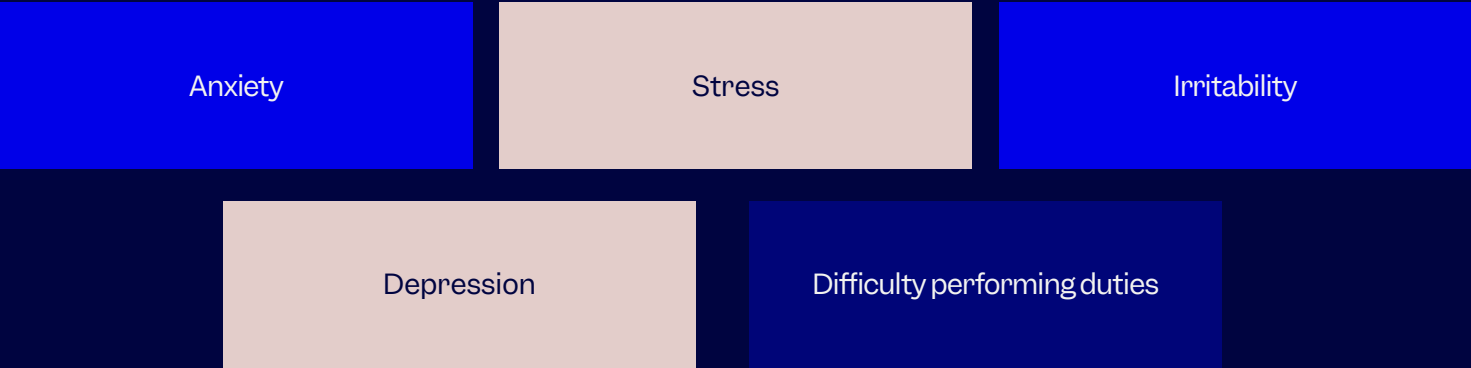 Anxiety
Stress
Irritability
Depression
Difficulty performing duties